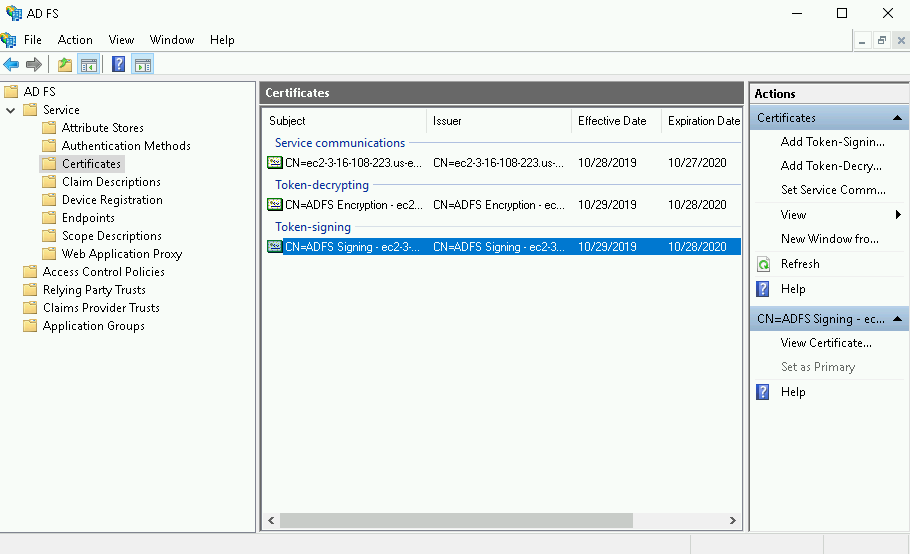 AD FS
File Action View Window Help
AD FS
Service
Attribute Stores
Authentication Methods
Certificates
Claim Descriptions
Device Registration
Endpoints
Scope Descriptions
Web Application Proxy
Access Control Policies
Relying Party Trusts
Claims Provider Trusts
Application Groups
Certificates
Subject Issuer Effective Date Expiration Date
Service communications
CN=ec2-3-16-108-223.us-e... CN=ec2-3-16-108-223.us-... 10/28/2019 10/27/2020
Token-decrypting
CN=ADFS Encryption - ec2... CN=ADFS Encryption - ec... 10/29/2019 10/28/2020
Token-signing
CN=ADFS Signing - ec2-3-... CN=ADFS Signing - ec2-3... 10/29/2019 10/28/2020
Actions
Certificates
Add Token-Signin...
Add Token-Decry...
Set Service Comm...
View
New Window fro...
Refresh
Help
CN=ADFS Signing - ec...
View Certificate...
Set as Primary
Help